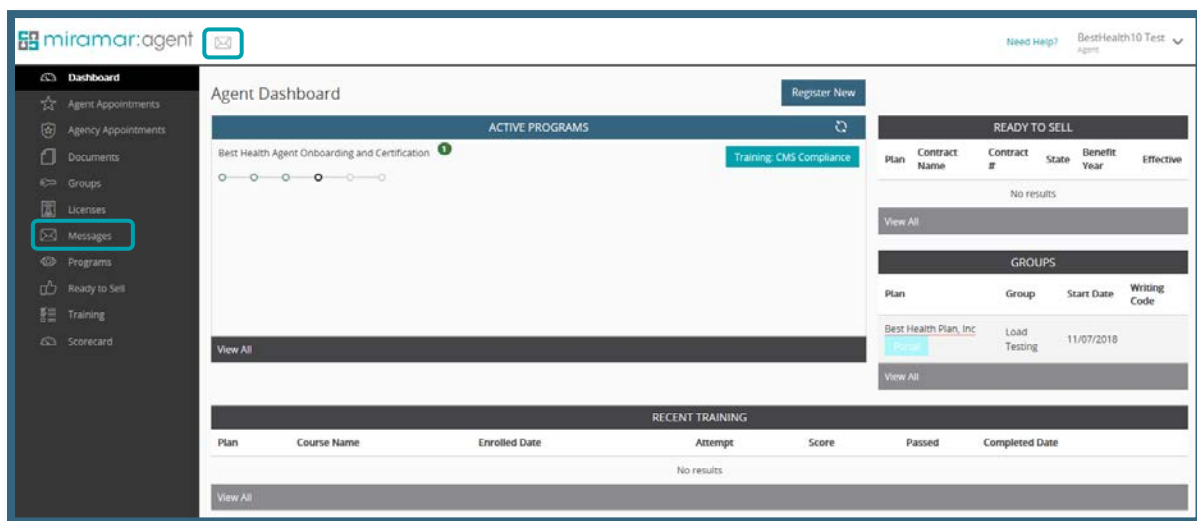 miramar:agent
Need Help?
BestHealth10 Test
Agent
Dashboard
Agent Appointments
Agency Appointments
Documents
Groups
Licenses
Messages
Programs
Ready to Sell
Training
Scorecard
Agent Dashboard
Register New
ACTIVE PROGRAMS
Best Health Agent Onboarding and Certification 1
Training: CMS Compliance
View All
READY TO SELL
Plan Contract Name Contract # State Benefit Year Effective
No results
View All
GROUPS
Plan Group Start Date Writing Code
Best Health Plan, Inc Load Testing 11/07/2018
Portal
View All
RECENT TRAINING
Plan Course Name Enrolled Date Attempt Score Passed Completed Date
No results
View All